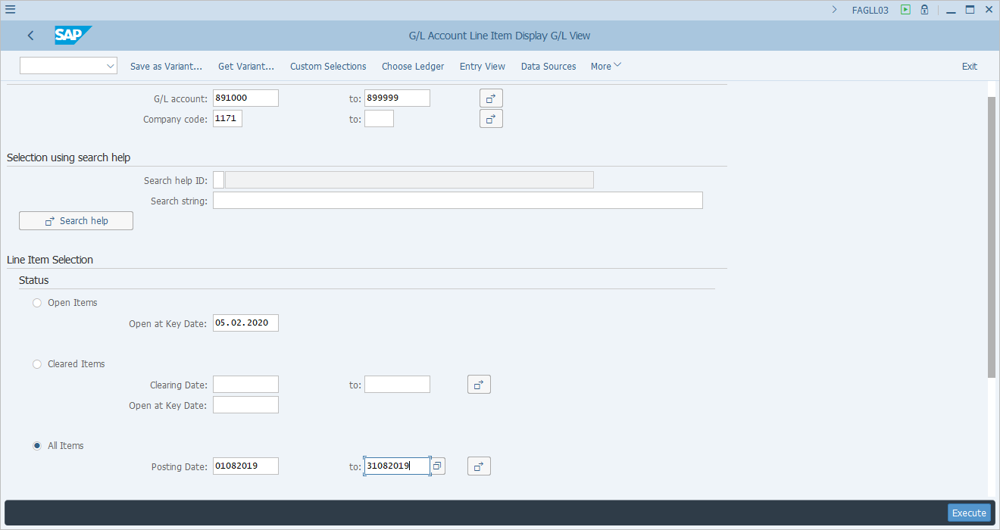 FAGLL03
SAP G/L Account Line Item Display G/L View
Save as Variant... Get Variant... Custom Selections Choose Ledger Entry View Data Sources More Exit
G/L account: 891000 to: 899999
Company code: 1171 to:
Selection using search help
Search help ID:
Search string:
Search help
Line Item Selection
Status
Open Items
Open at Key Date: 05.02.2020
Cleared Items
Clearing Date: to:
Open at Key Date:
All Items
Posting Date: 01082019 to: 31082019
Execute